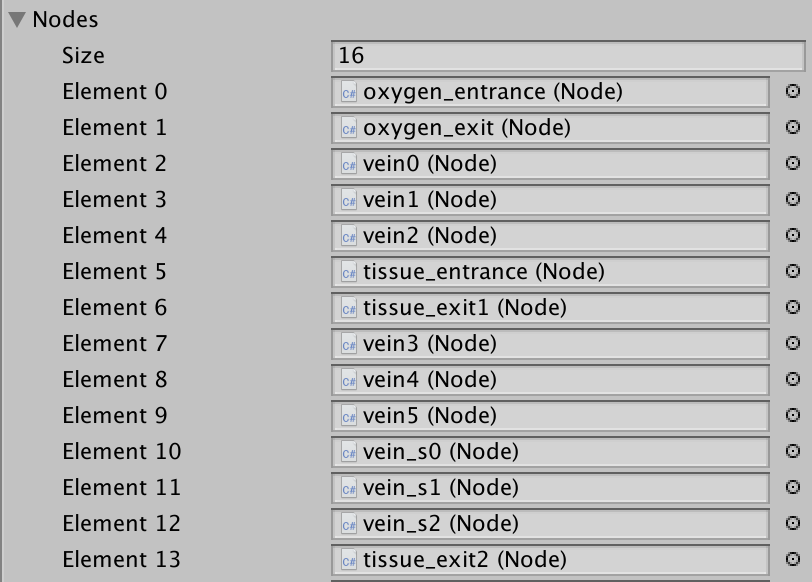 Nodes
Size 16
Element 0 C# oxygen_entrance (Node)
Element 1 C# oxygen_exit (Node)
Element 2 C# vein0 (Node)
Element 3 C# vein1 (Node)
Element 4 C# vein2 (Node)
Element 5 C# tissue_entrance (Node)
Element 6 C# tissue_exit1 (Node)
Element 7 C# vein3 (Node)
Element 8 C# vein4 (Node)
Element 9 C# vein5 (Node)
Element 10 C# vein_s0 (Node)
Element 11 C# vein_s1 (Node)
Element 12 C# vein_s2 (Node)
Element 13 C# tissue_exit2 (Node)